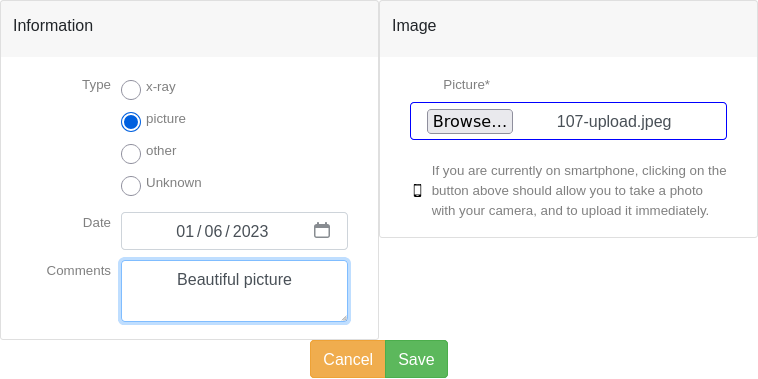 Information
Type
x-ray
picture
other
Unknown
Date
01/06/2023
Comments
Beautiful picture
Image
Picture*
Browse...
107-upload.jpeg
If you are currently on smartphone, clicking on the
button above should allow you to take a photo
with your camera, and to upload it immediately.
Cancel
Save